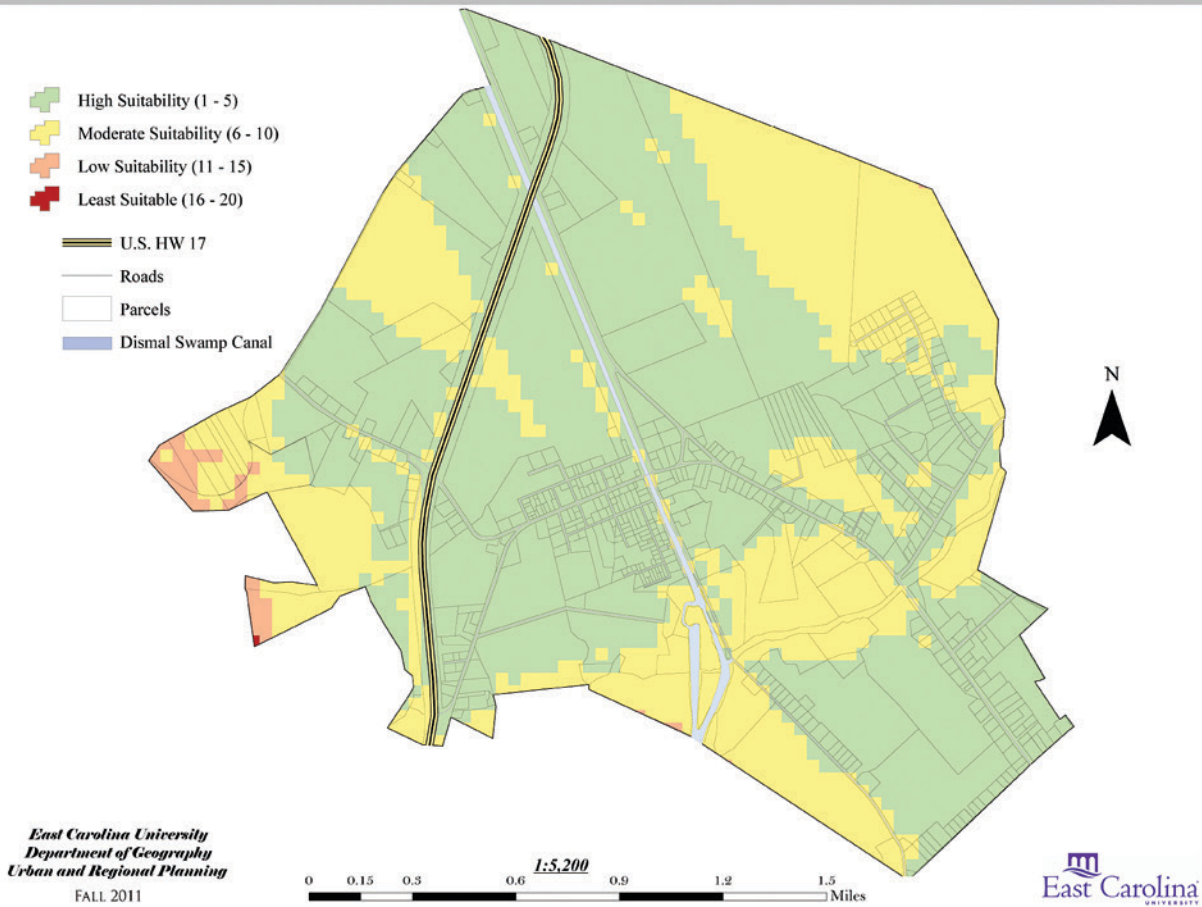 High Suitability (1 - 5)
Moderate Suitability (6 - 10)
Low Suitability (11 - 15)
Least Suitable (16 - 20)
U.S. HW 17
Roads
Parcels
Dismal Swamp Canal
N
East Carolina University
Department of Geography
Urban and Regional Planning
FALL 2011
1:5,200
0 0.15 0.3 0.6 0.9 1.2 1.5
Miles
East Carolina
UNIVERSITY